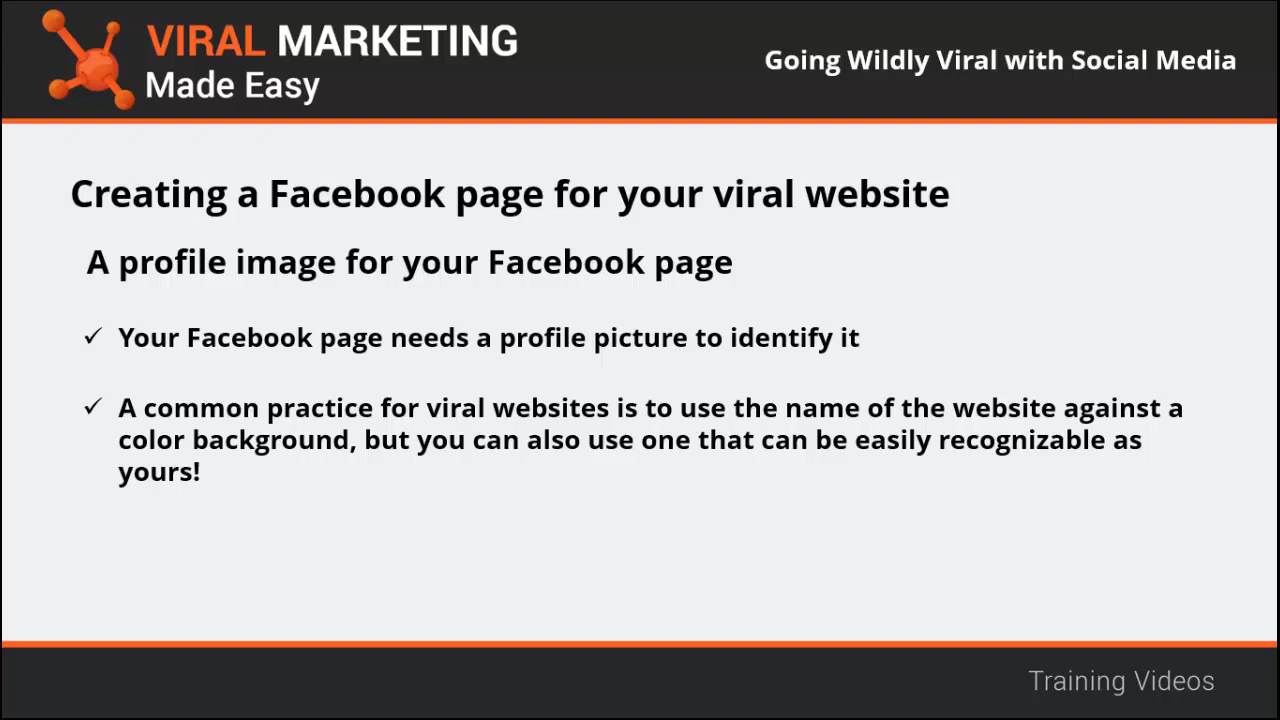 VIRAL MARKETING
Made Easy
Going Wildly Viral with Social Media
Creating a Facebook page for your viral website
A profile image for your Facebook page
✓ Your Facebook page needs a profile picture to identify it
✓ A common practice for viral websites is to use the name of the website against a
color background, but you can also use one that can be easily recognizable as
yours!
Training Videos